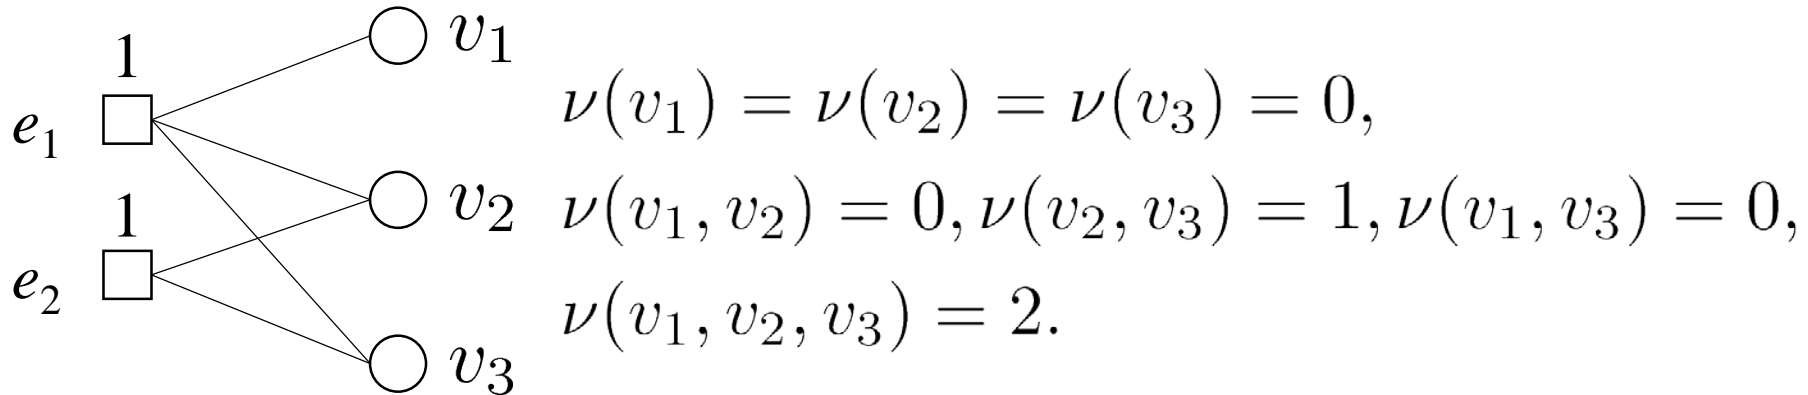 1
e₁
1
e₂
v₁
v₂
v₃
ν(v₁) = ν(v₂) = ν(v₃) = 0,
ν(v₁, v₂) = 0, ν(v₂, v₃) = 1, ν(v₁, v₃) = 0,
ν(v₁, v₂, v₃) = 2.